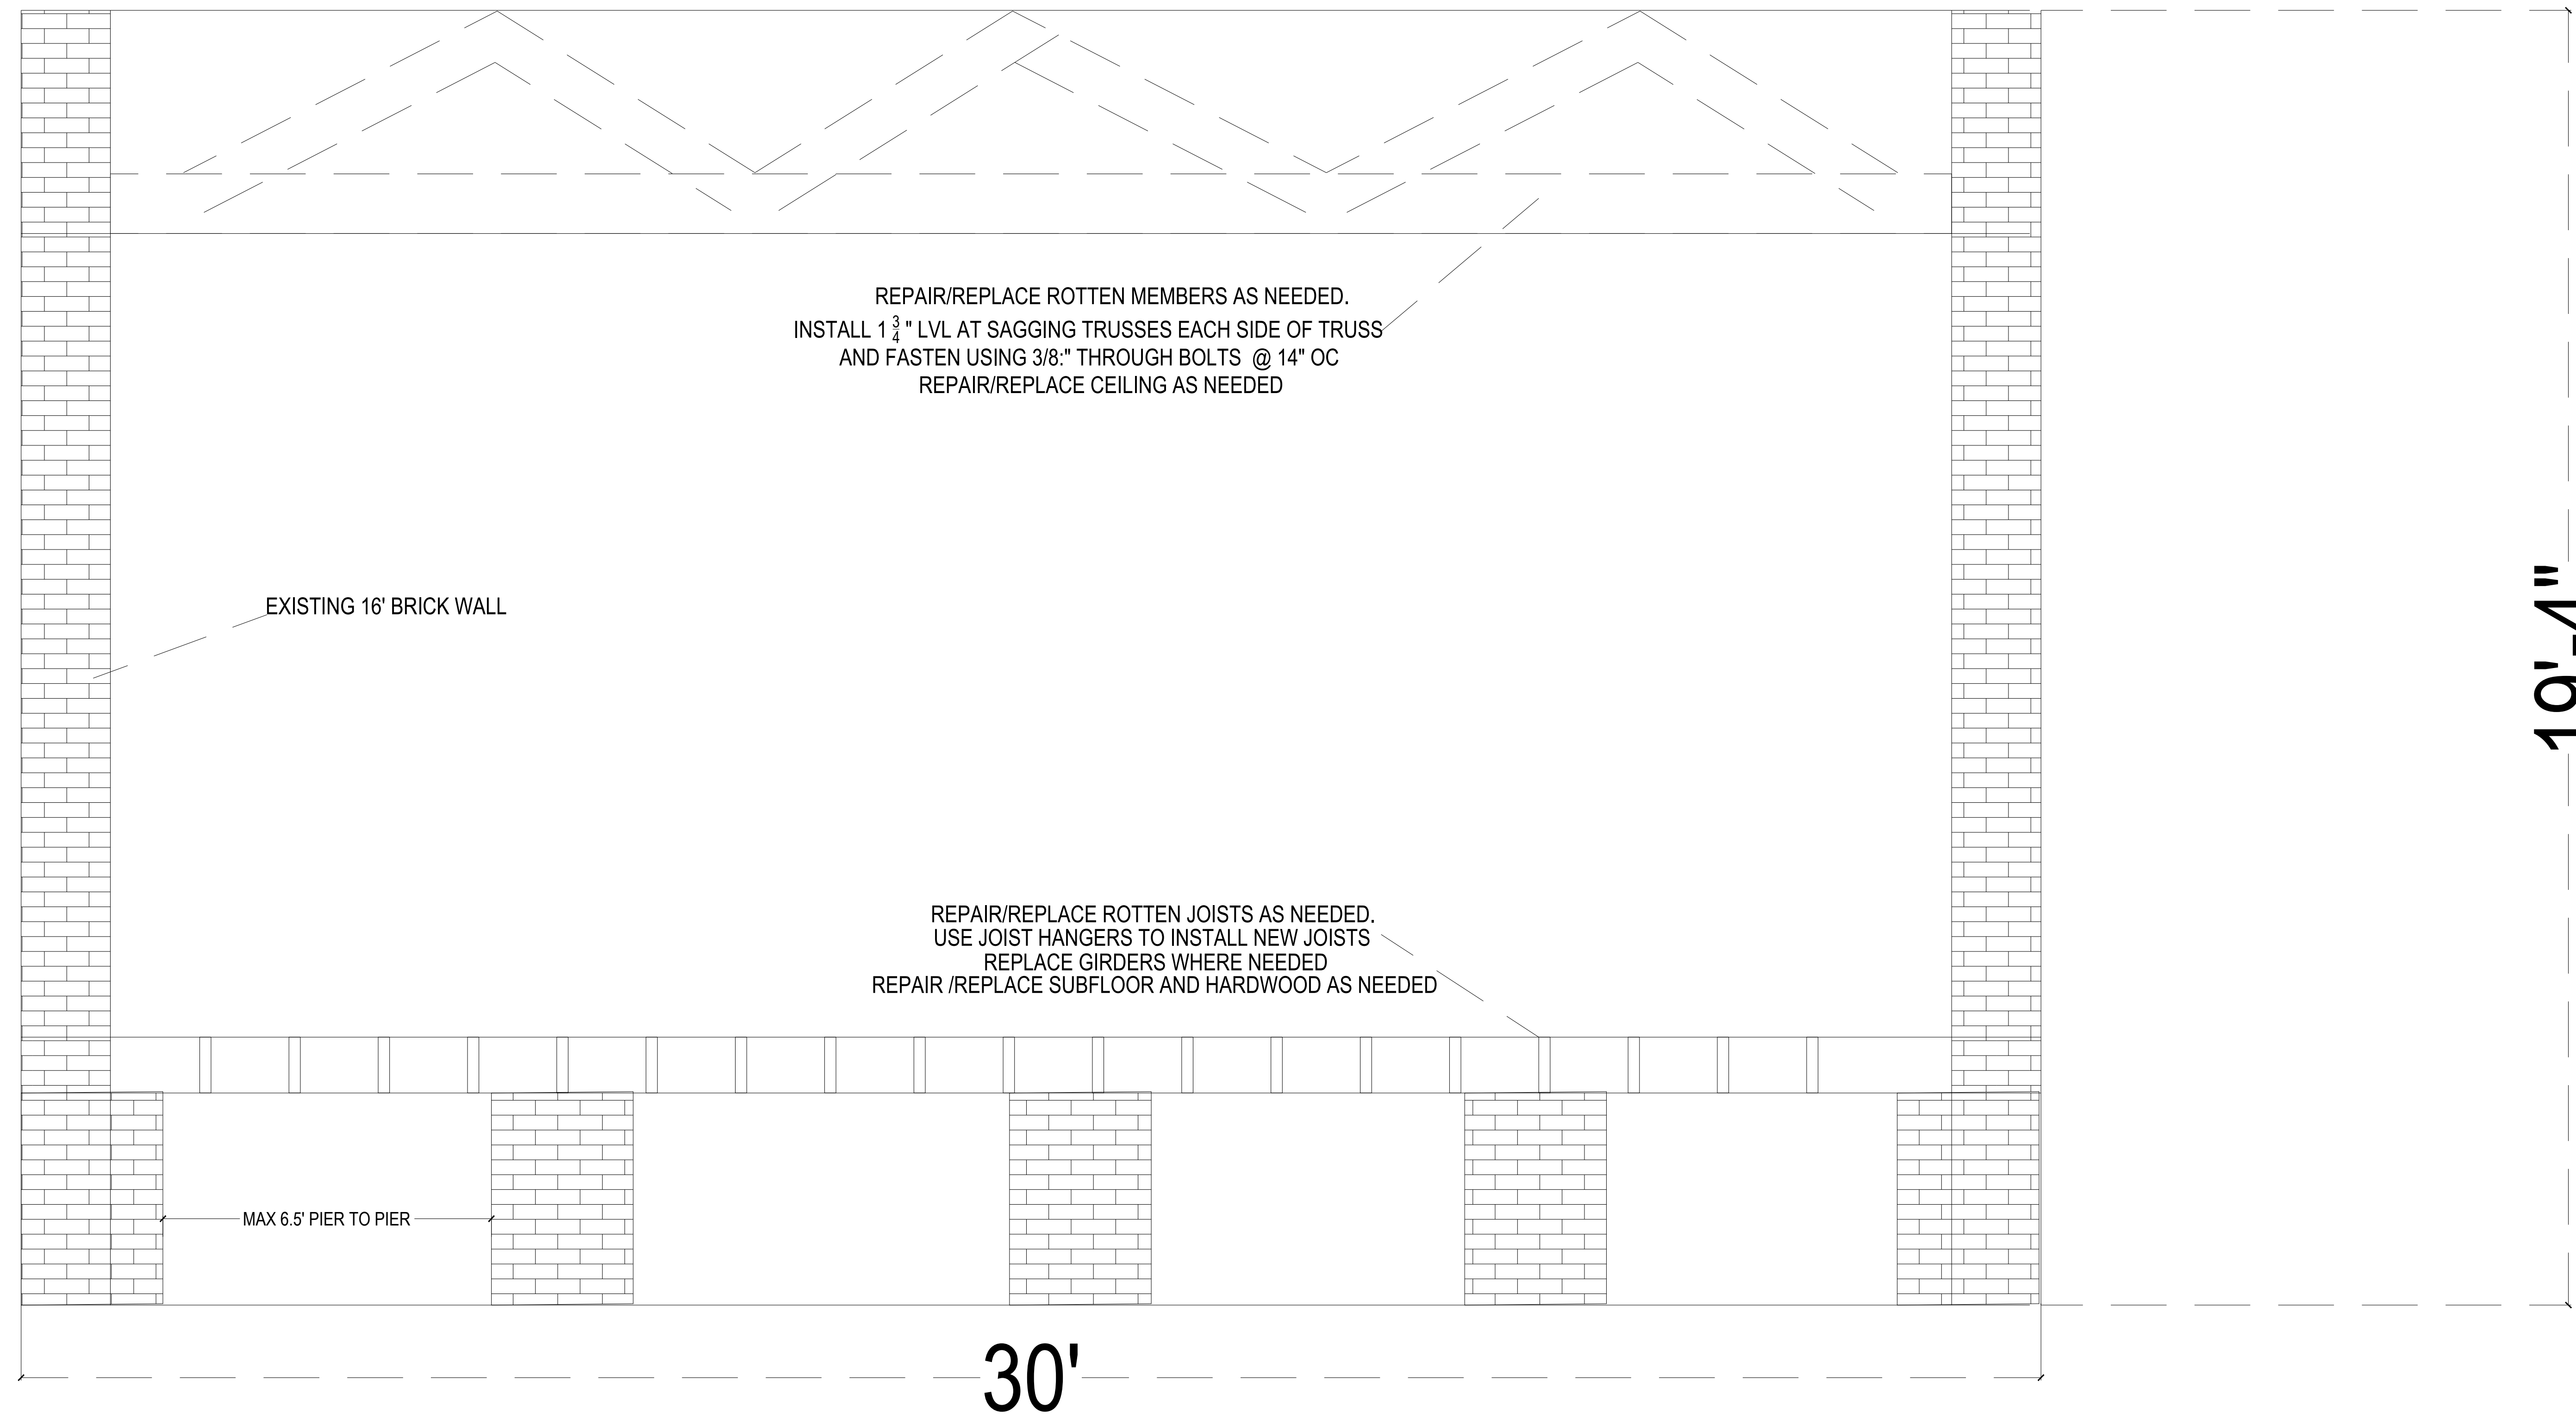 REPAIR/REPLACE ROTTEN MEMBERS AS NEEDED.
INSTALL 1 3/4 " LVL AT SAGGING TRUSSES EACH SIDE OF TRUSS
AND FASTEN USING 3/8:" THROUGH BOLTS @ 14" OC
REPAIR/REPLACE CEILING AS NEEDED
EXISTING 16' BRICK WALL
19'-4"
REPAIR/REPLACE ROTTEN JOISTS AS NEEDED.
USE JOIST HANGERS TO INSTALL NEW JOISTS
REPLACE GIRDERS WHERE NEEDED
REPAIR /REPLACE SUBFLOOR AND HARDWOOD AS NEEDED
MAX 6.5' PIER TO PIER
30'